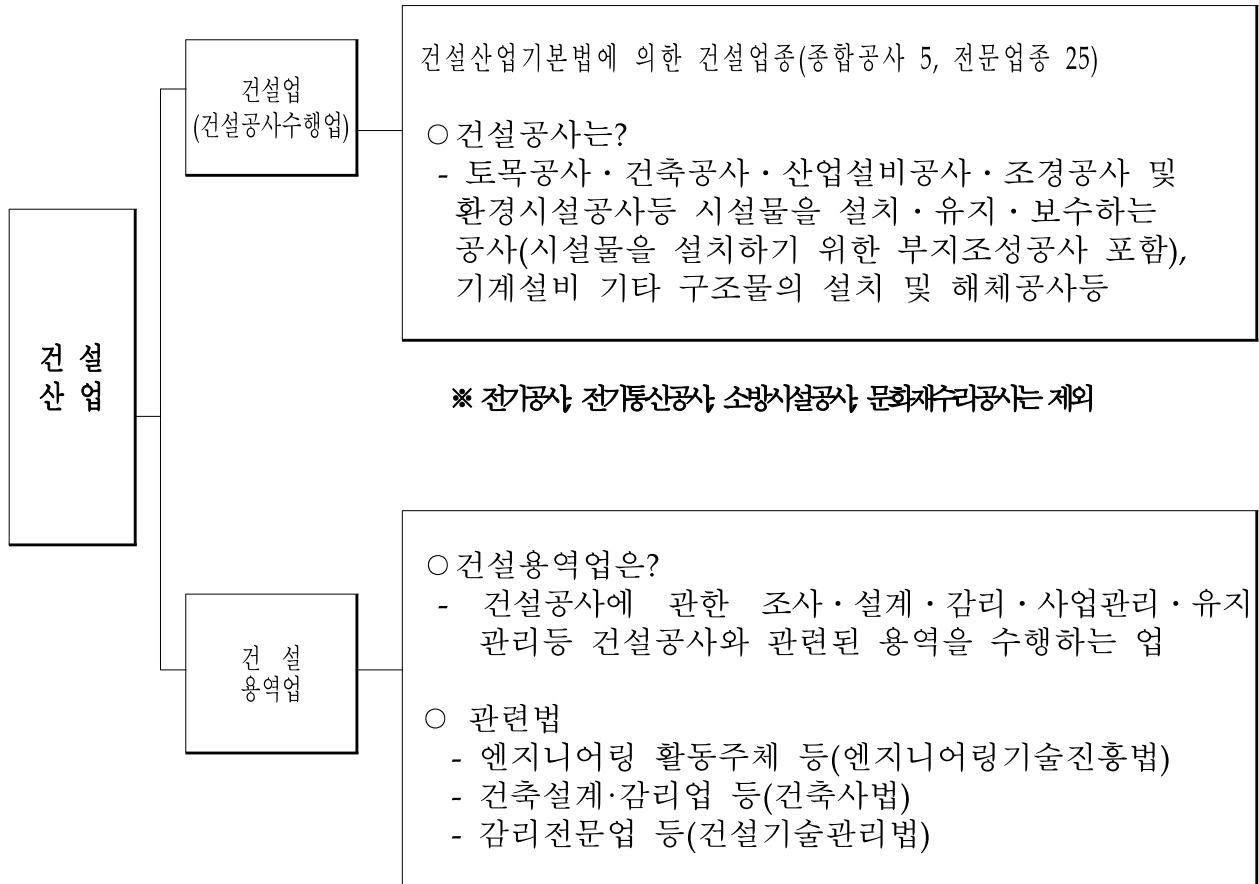 건 설
산 업
건설업
(건설공사수행업)
건설산업기본법에 의한 건설업종(종합공사 5, 전문업종 25)
○건설공사는?
- 토목공사・건축공사・산업설비공사・조경공사 및
환경시설공사등 시설물을 설치・유지・보수하는
공사(시설물을 설치하기 위한 부지조성공사 포함),
기계설비 기타 구조물의 설치 및 해체공사등
※ 전기공사, 전기통신공사, 소방시설공사, 문화재수리공사는 제외
건 설
용역업
○건설용역업은?
- 건설공사에 관한 조사・설계・감리・사업관리・유지
관리등 건설공사와 관련된 용역을 수행하는 업
○ 관련법
- 엔지니어링 활동주체 등(엔지니어링기술진흥법)
- 건축설계·감리업 등(건축사법)
- 감리전문업 등(건설기술관리법)